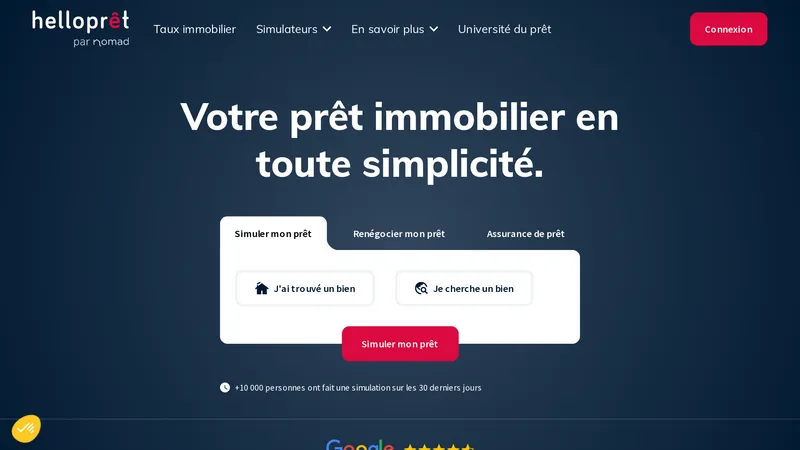 helloprêt
par nomad
Taux immobilier
Simulateurs
En savoir plus
Université du prêt
Connexion
Votre prêt immobilier en
toute simplicité.
Simuler mon prêt
Renégocier mon prêt
Assurance de prêt
J'ai trouvé un bien
Je cherche un bien
Simuler mon prêt
+10 000 personnes ont fait une simulation sur les 30 derniers jours
Google